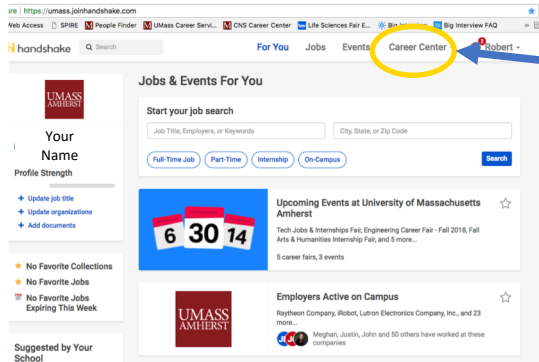 ure | https://umass.joinhandshake.com
Web Access SPIRE People Finder UMass Career Servi... CNS Career Center Life Sciences Fair E... Big Interview Big Interview FAQ »
handshake Search For You Jobs Events Career Center 3 Robert
Jobs & Events For You
UMASS
AMHERST
Your
Name
Profile Strength
+ Update job title
+ Update organizations
+ Add documents
No Favorite Collections
No Favorite Jobs
No Favorite Jobs
Expiring This Week
Suggested by Your
School
Start your job search
Job Title, Employers, or Keywords City, State, or Zip Code
Full-Time Job Part-Time Internship On-Campus Search
6 30 14
Upcoming Events at University of Massachusetts
Amherst
Tech Jobs & Internships Fair, Engineering Career Fair - Fall 2018, Fall
Arts & Humanities Internship Fair, and 5 more...
5 career fairs, 3 events
UMASS
AMHERST
Employers Active on Campus
Raytheon Company, iRobot, Lutron Electronics Company, Inc., and 23
more...
Meghan, Justin, John and 50 others have worked at these
companies